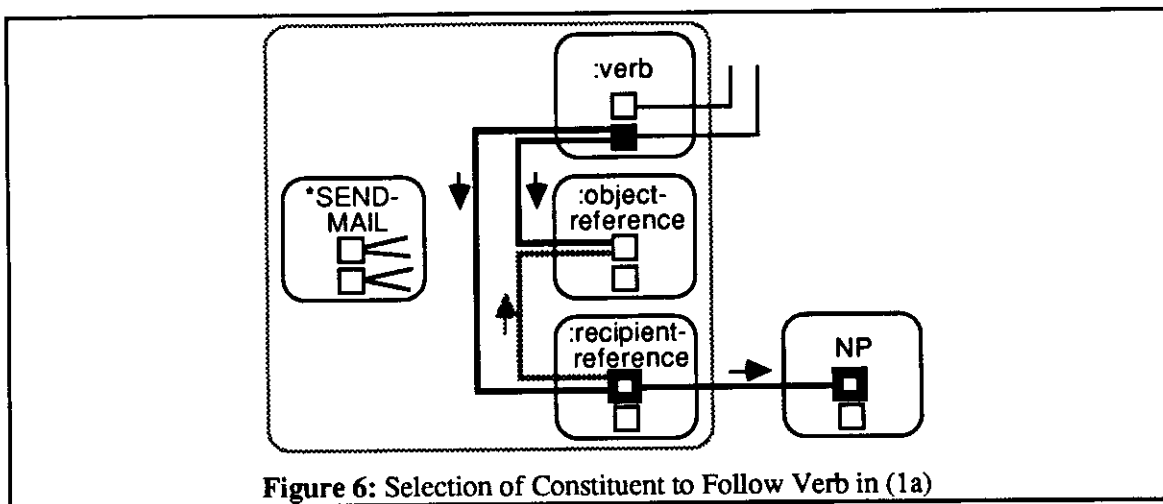 :verb
*SEND-
MAIL
:object-
reference
:recipient-
reference
NP
Figure 6: Selection of Constituent to Follow Verb in (1a)